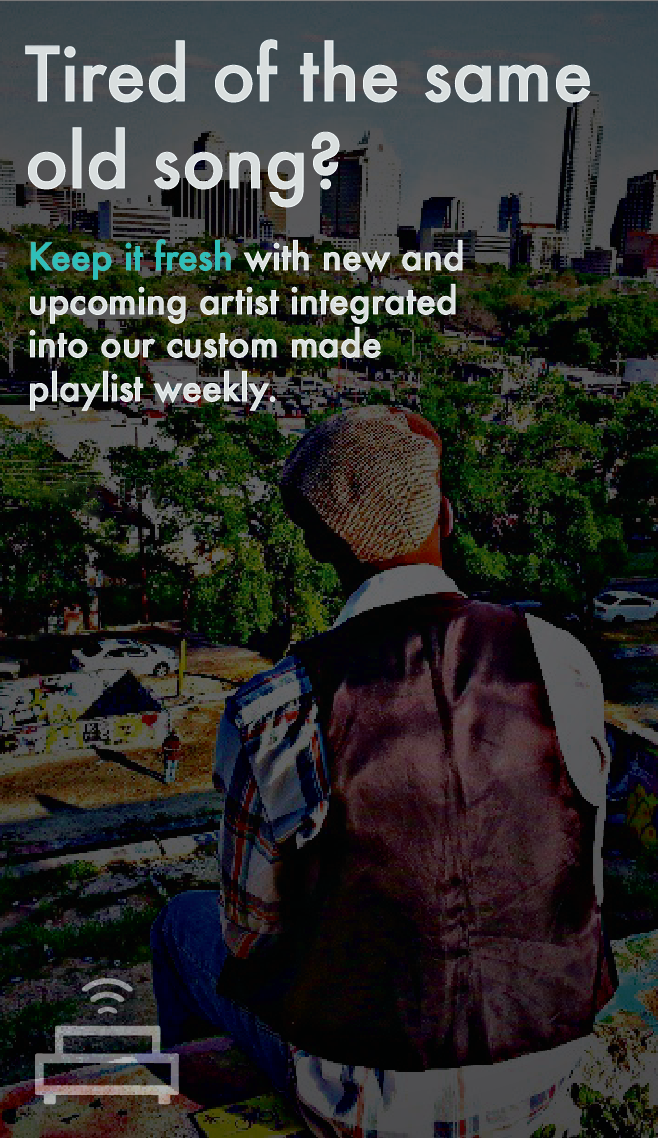 Tired of the same
old song?
Keep it fresh with new and
upcoming artist integrated
into our custom made
playlist weekly.